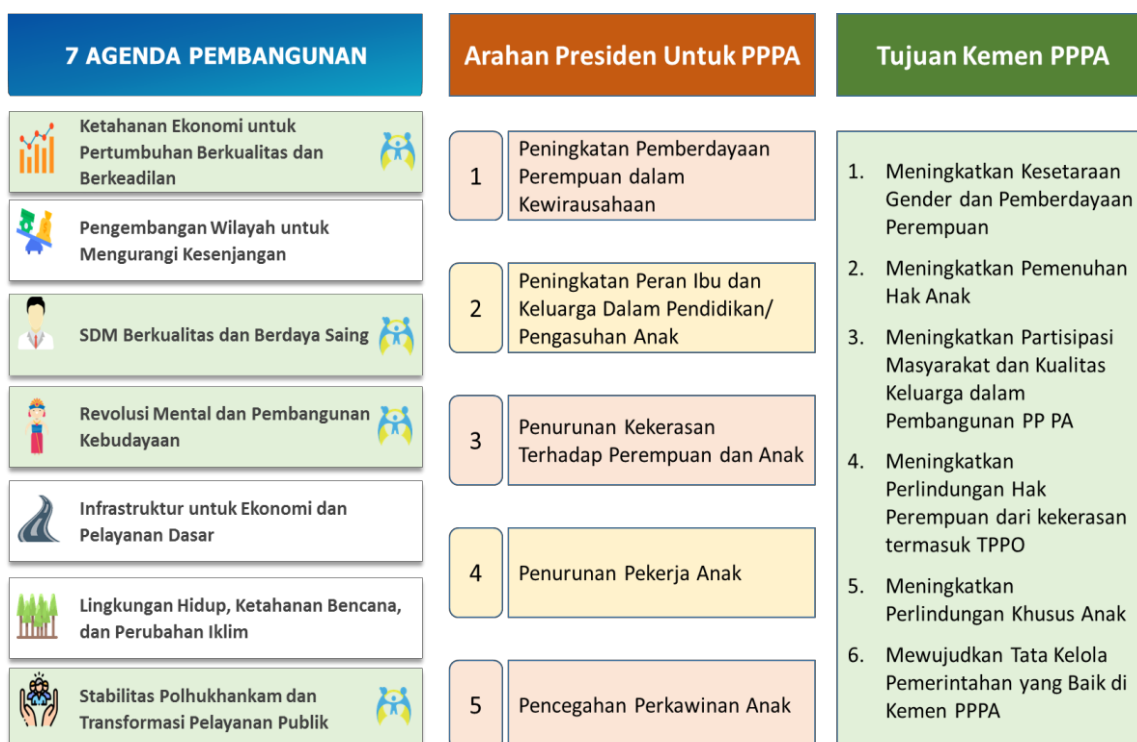 7 AGENDA PEMBANGUNAN
Ketahanan Ekonomi untuk
Pertumbuhan Berkualitas dan
Berkeadilan
Pengembangan Wilayah untuk
Mengurangi Kesenjangan
SDM Berkualitas dan Berdaya Saing
Revolusi Mental dan Pembangunan
Kebudayaan
Infrastruktur untuk Ekonomi dan
Pelayanan Dasar
Lingkungan Hidup, Ketahanan Bencana,
dan Perubahan Iklim
Stabilitas Polhukhankam dan
Transformasi Pelayanan Publik
Arahan Presiden Untuk PPPA
1
Peningkatan Pemberdayaan
Perempuan dalam
Kewirausahaan
2
Peningkatan Peran Ibu dan
Keluarga Dalam Pendidikan/
Pengasuhan Anak
3
Penurunan Kekerasan
Terhadap Perempuan dan Anak
4
Penurunan Pekerja Anak
5
Pencegahan Perkawinan Anak
Tujuan Kemen PPPA
1. Meningkatkan Kesetaraan
Gender dan Pemberdayaan
Perempuan
2. Meningkatkan Pemenuhan
Hak Anak
3. Meningkatkan Partisipasi
Masyarakat dan Kualitas
Keluarga dalam
Pembangunan PP PA
4. Meningkatkan
Perlindungan Hak
Perempuan dari kekerasan
termasuk TPPO
5. Meningkatkan
Perlindungan Khusus Anak
6. Mewujudkan Tata Kelola
Pemerintahan yang Baik di
Kemen PPPA